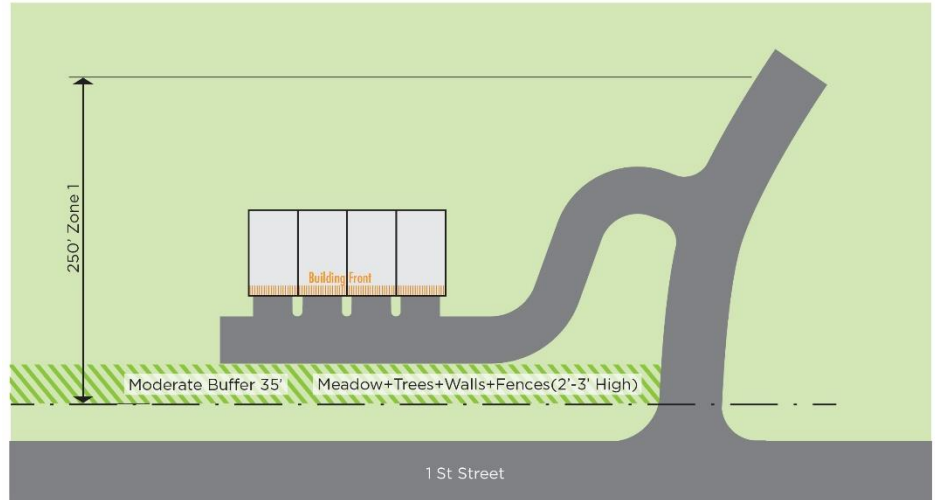 250' Zone 1
Building Front
Moderate Buffer 35'
Meadow+Trees+Walls+Fences(2'-3' High)
1 St Street